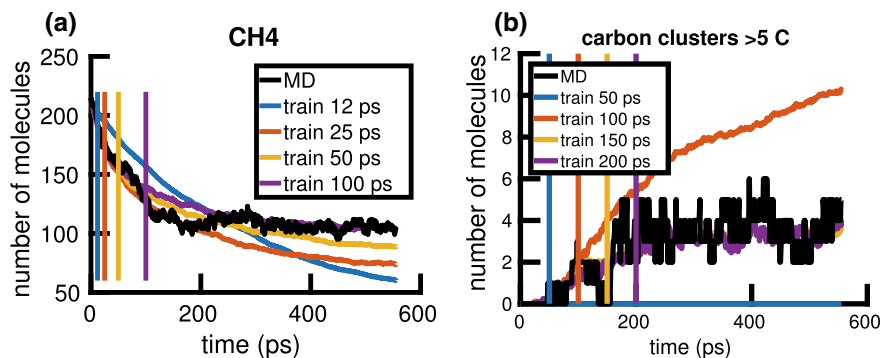 (a)
CH4
number of molecules
250
200
150
100
50
0
200
400
600
time (ps)
MD
train 12 ps
train 25 ps
train 50 ps
train 100 ps
(b)
carbon clusters >5 C
number of molecules
12
10
8
6
4
2
0
0
200
400
600
time (ps)
MD
train 50 ps
train 100 ps
train 150 ps
train 200 ps